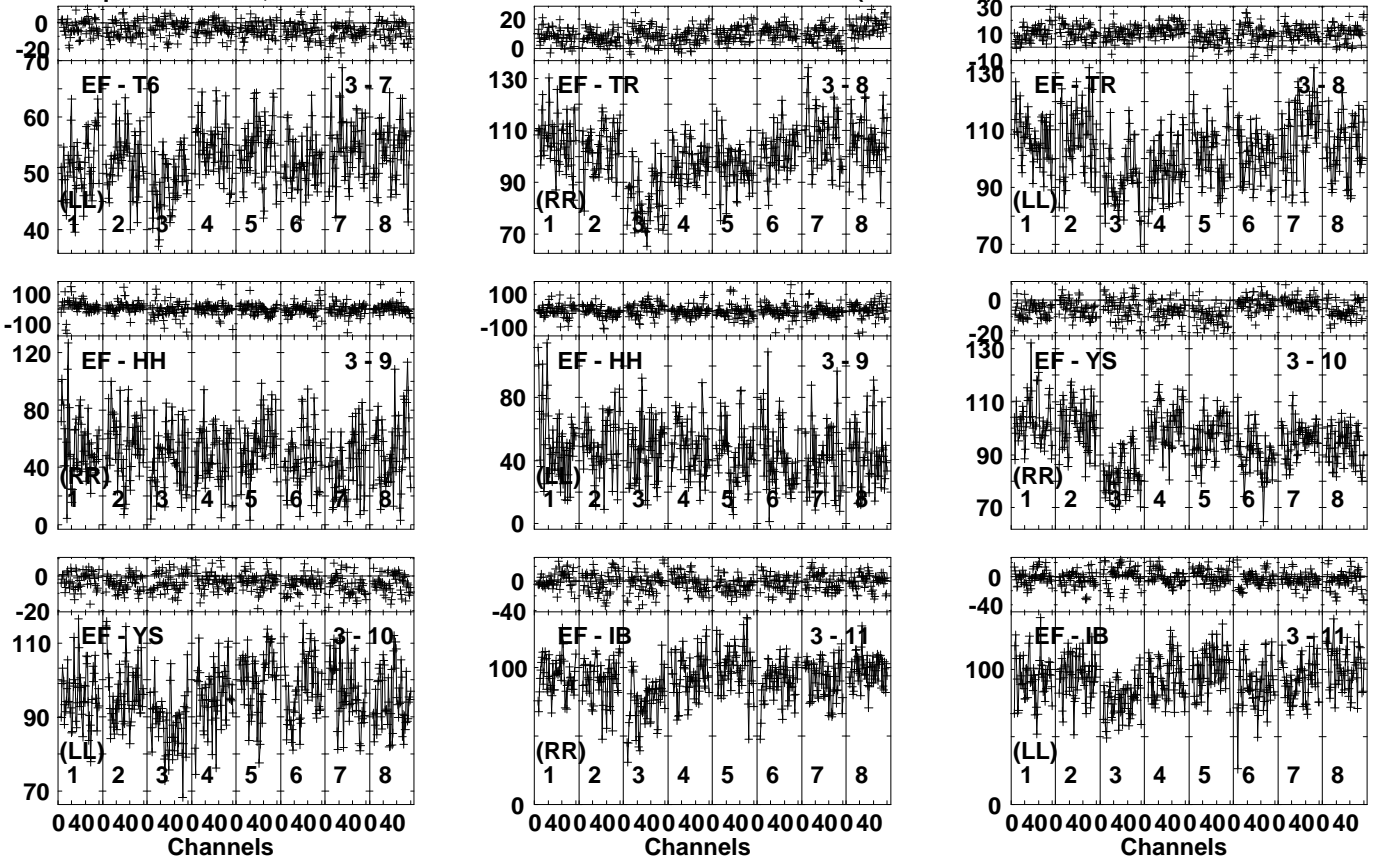 0 20 30
-20 0 10
70 -10
EF - T6 3 - 7 130 EF - TR 3 - 8 130 EF - TR 3 - 8
60 110 110
50 90 90
(LL) (RR) (LL)
1 2 3 4 5 6 7 8 1 2 3 4 5 6 7 8 1 2 3 4 5 6 7 8
40 70 70
100 100 0
-100 -100 -20
120 EF - HH 3 - 9 EF - HH 3 - 9 130 EF - YS 3 - 10
80 80 110
40 40 90
(RR) (LL) (RR)
1 2 3 4 5 6 7 8 1 2 3 4 5 6 7 8 1 2 3 4 5 6 7 8
0 0 70
0 0 0
-20 -40 -40
110 EF - YS 3 - 10 EF - IB 3 - 11 EF - IB 3 - 11
90 100 100
(LL) (RR) (LL)
1 2 3 4 5 6 7 8 1 2 3 4 5 6 7 8 1 2 3 4 5 6 7 8
70 0 0
0 40 0 40 0 40 0 40 0 40 0 40 0 40 0 40 0 40 0 40 0 40 0 40 0 40 0 40 0 40 0 40 0 40 0 40 0 40 0 40 0 40 0 40 0 40 0 40
Channels Channels Channels